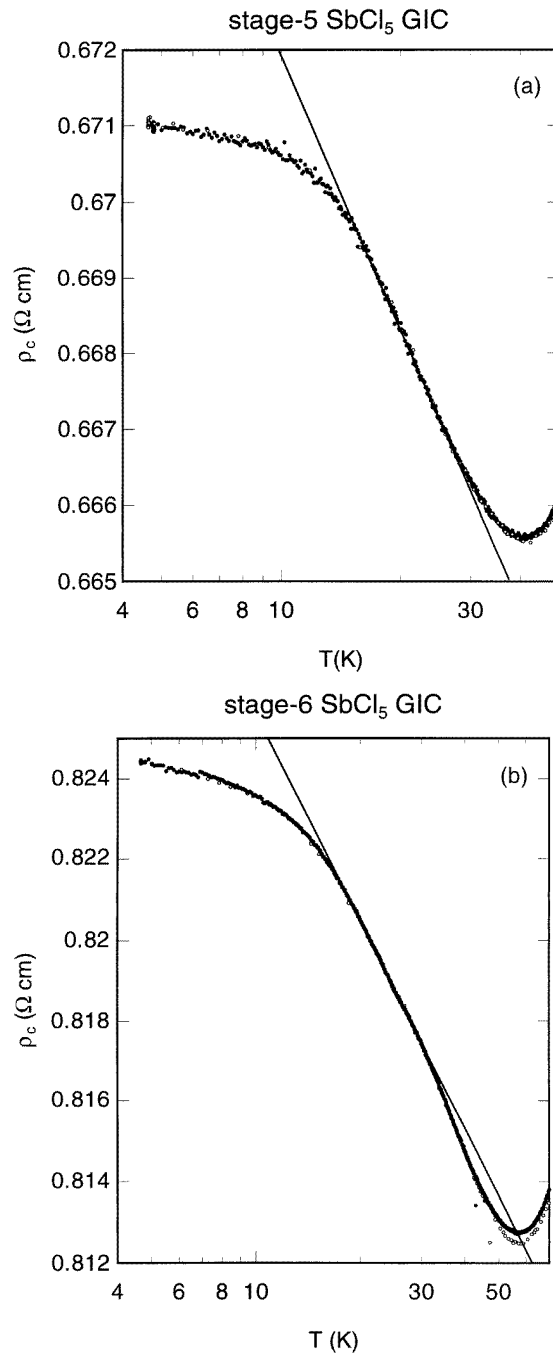 stage-5 SbCl₅ GIC
(a)
0.672
0.671
0.67
0.669
0.668
0.667
0.666
0.665
ρ c (Ω cm)
4 6 8 10 30
T(K)
stage-6 SbCl₅ GIC
(b)
0.824
0.822
0.82
0.818
0.816
0.814
0.812
ρ c (Ω cm)
4 6 8 10 30 50
T (K)